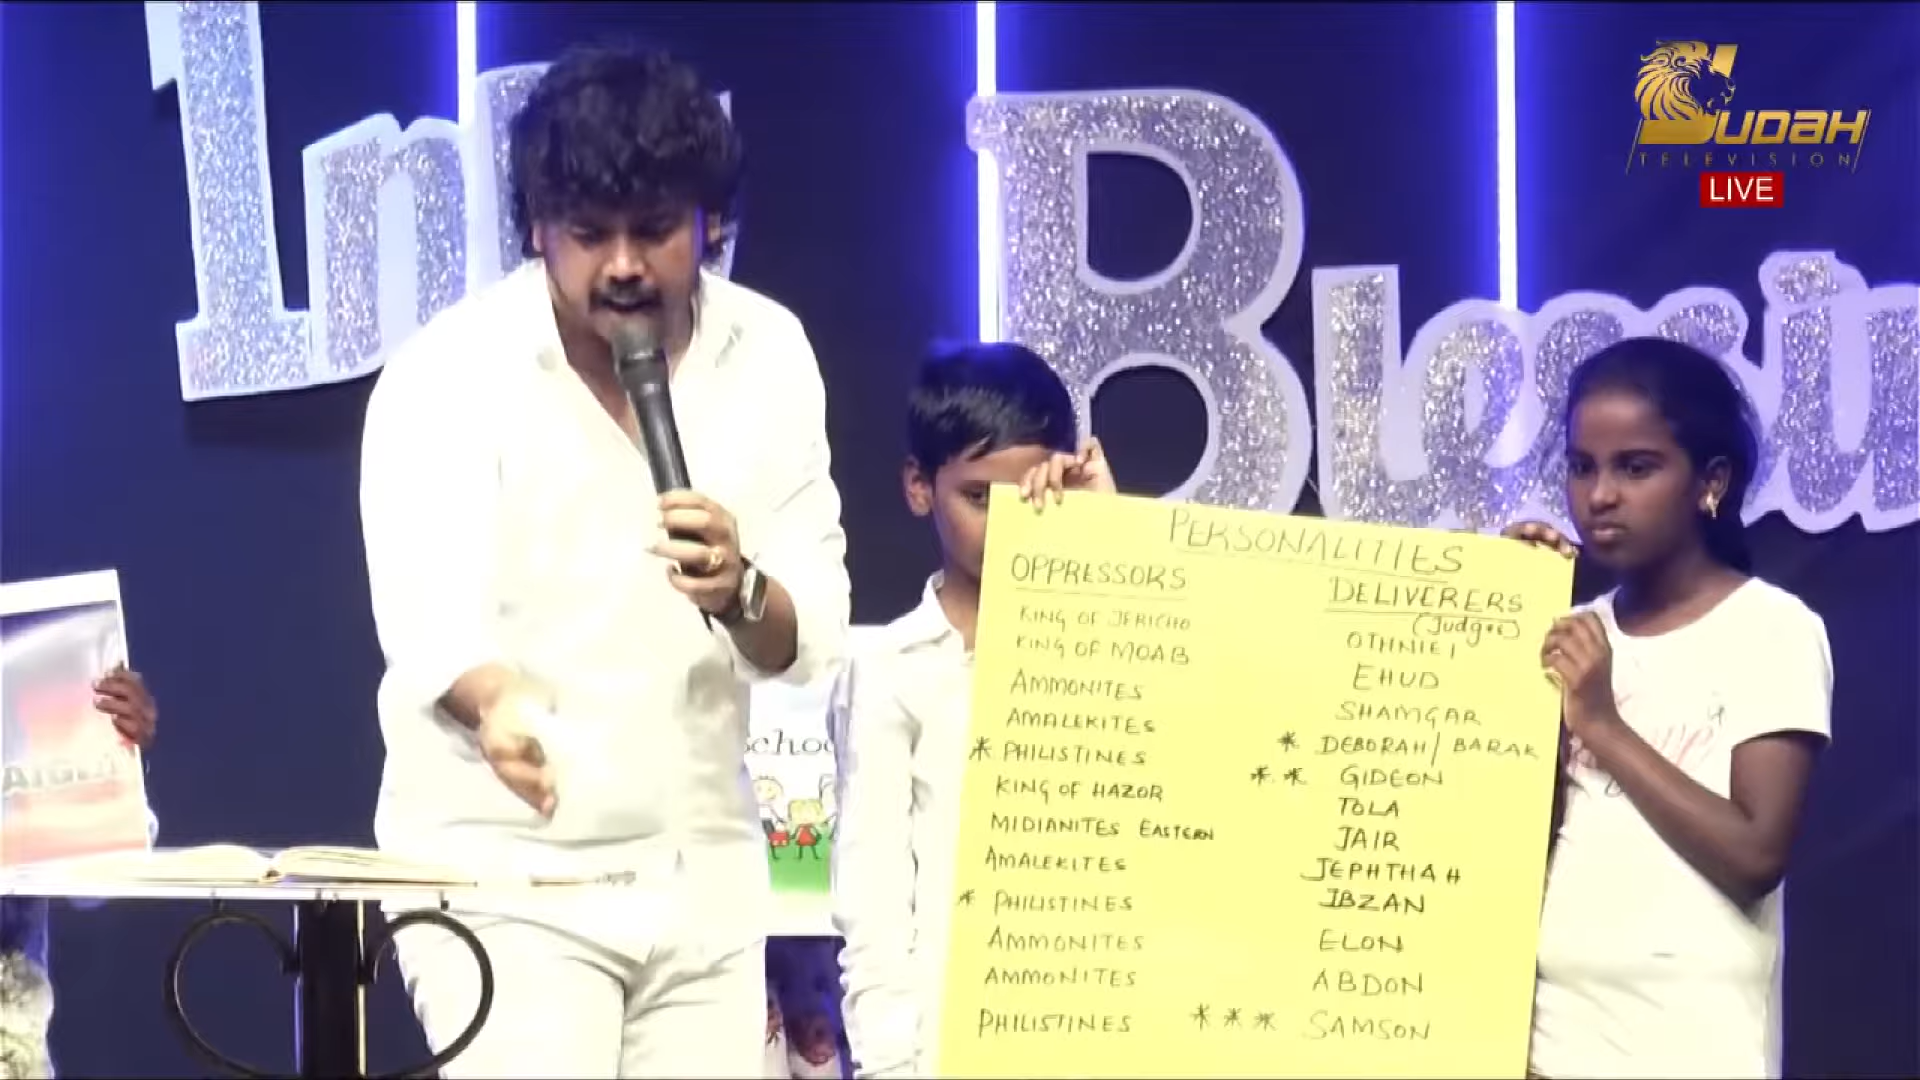 In
Blessin
JUDAH
TELEVISION
LIVE
PERSONALITIES
OPPRESSORS
KING OF JERICHO
KING OF MOAB
AMMONITES
AMALEKITES
* PHILISTINES
KING OF HAZOR
MIDIANITES EASTERN
AMALEKITES
* PHILISTINES
AMMONITES
AMMONITES
PHILISTINES
DELIVERERS
(Judges)
OTHNIEL
EHUD
SHAMGAR
* DEBORAH / BARAK
* * GIDEON
TOLA
JAIR
JEPHTHAH
IBZAN
ELON
ABDON
* * * SAMSON